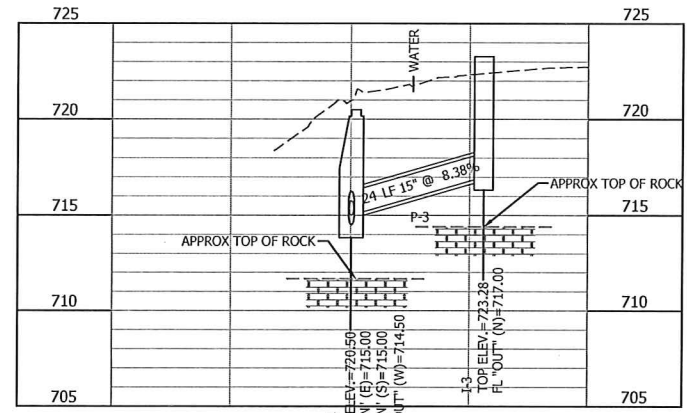 725
725
WATER
720
720
24 LF 15" @ 8.38%
APPROX TOP OF ROCK
715
P-3
715
APPROX TOP OF ROCK
710
710
ELEV.=720.50
(E)=715.00
(S)=715.00
(W)=714.50
I-3
TOP ELEV.=723.28
FL "OUT" (N)=717.00
705
705